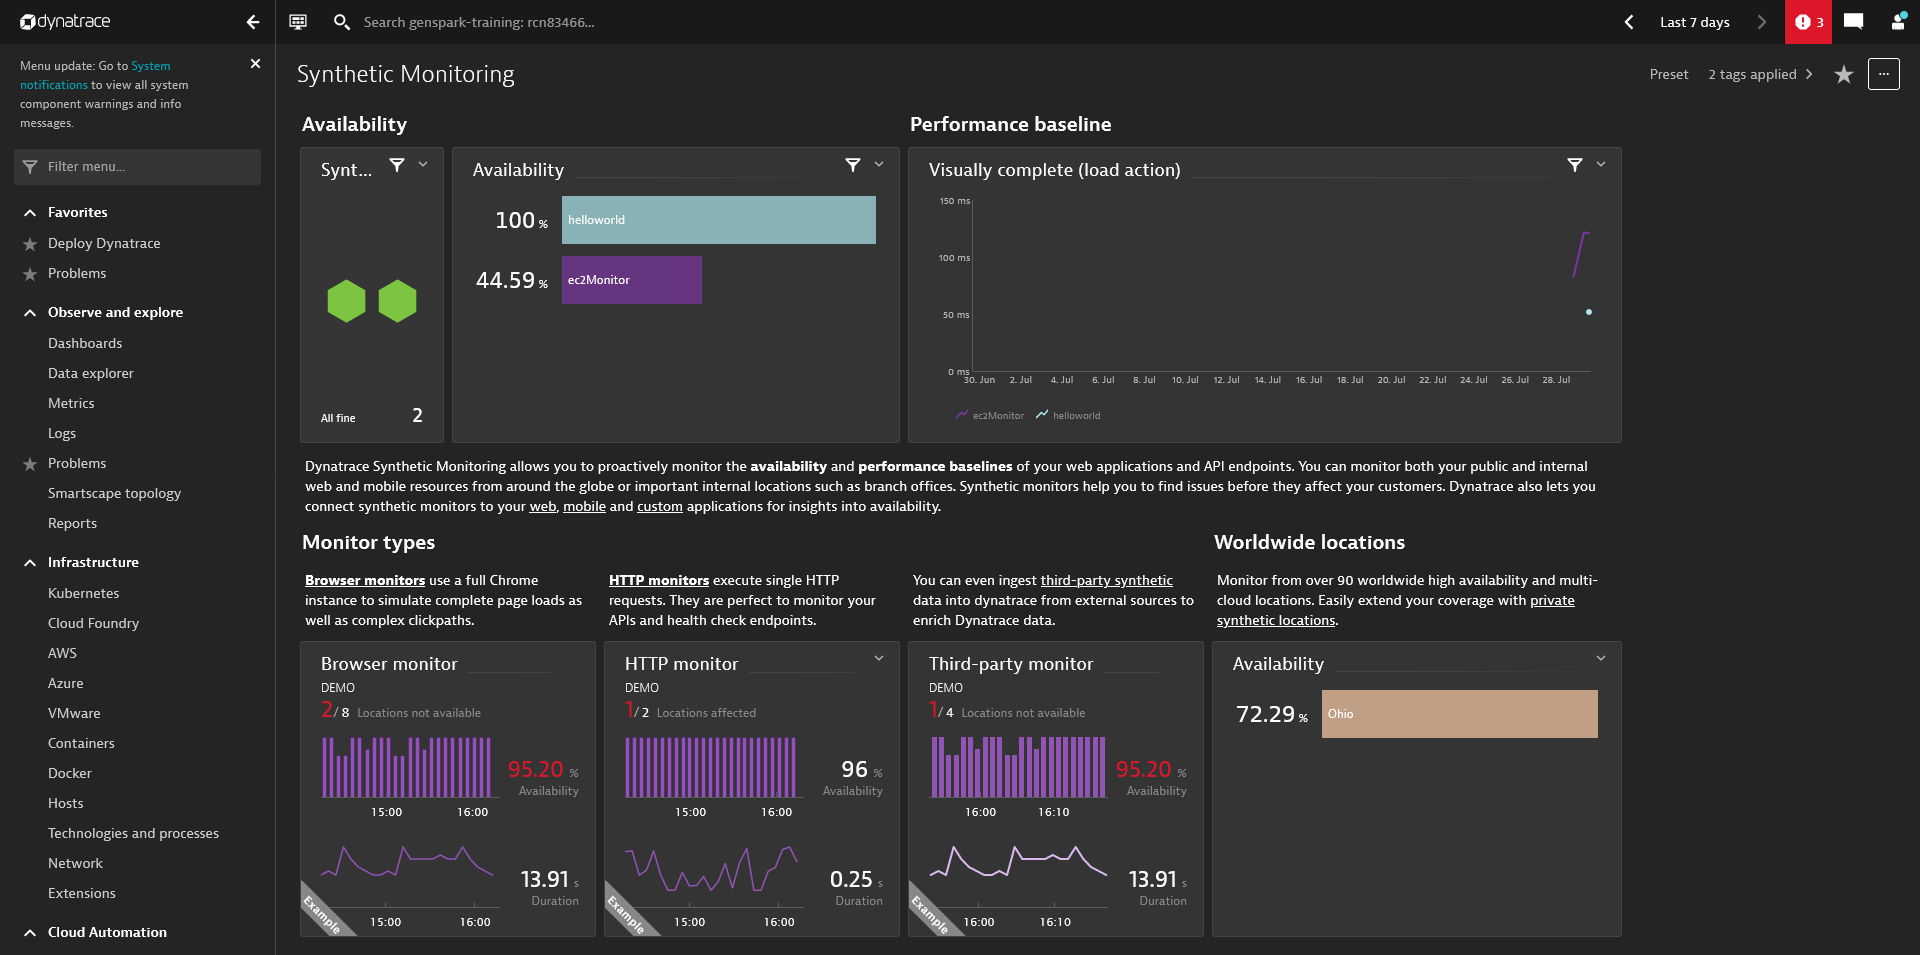 dynatrace
Search genspark-training: rcn83466...
Last 7 days
3
Menu update: Go to System
notifications to view all system
component warnings and info
messages.
Filter menu...
Favorites
Deploy Dynatrace
Problems
Observe and explore
Dashboards
Data explorer
Metrics
Logs
Problems
Smartscape topology
Reports
Infrastructure
Kubernetes
Cloud Foundry
AWS
Azure
VMware
Containers
Docker
Hosts
Technologies and processes
Network
Extensions
Cloud Automation
Synthetic Monitoring
Preset
2 tags applied
...
Availability
Synt...
All fine
2
Availability
100 %
helloworld
44.59 %
ec2Monitor
Performance baseline
Visually complete (load action)
150 ms
100 ms
50 ms
0 ms
30. Jun 2. Jul 4. Jul 6. Jul 8. Jul 10. Jul 12. Jul 14. Jul 16. Jul 18. Jul 20. Jul 22. Jul 24. Jul 26. Jul 28. Jul
ec2Monitor helloworld
Dynatrace Synthetic Monitoring allows you to proactively monitor the availability and performance baselines of your web applications and API endpoints. You can monitor both your public and internal
web and mobile resources from around the globe or important internal locations such as branch offices. Synthetic monitors help you to find issues before they affect your customers. Dynatrace also lets you
connect synthetic monitors to your web, mobile and custom applications for insights into availability.
Monitor types
Browser monitors use a full Chrome
instance to simulate complete page loads as
well as complex clickpaths.
HTTP monitors execute single HTTP
requests. They are perfect to monitor your
APIs and health check endpoints.
You can even ingest third-party synthetic
data into dynatrace from external sources to
enrich Dynatrace data.
Worldwide locations
Monitor from over 90 worldwide high availability and multi-
cloud locations. Easily extend your coverage with private
synthetic locations.
Browser monitor
DEMO
2/ 8 Locations not available
95.20 %
Availability
15:00 16:00
13.91 s
Duration
15:00 16:00
Example
HTTP monitor
DEMO
1/ 2 Locations affected
96 %
Availability
15:00 16:00
0.25 s
Duration
15:00 16:00
Example
Third-party monitor
DEMO
1/ 4 Locations not available
95.20 %
Availability
16:00 16:10
13.91 s
Duration
16:00 16:10
Example
Availability
72.29 %
Ohio